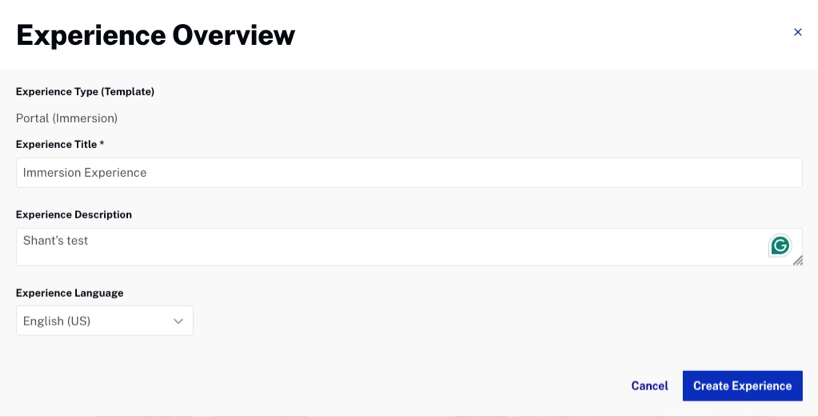 Experience Overview
×
Experience Type (Template)
Portal (Immersion)
Experience Title *
Immersion Experience
Experience Description
Shant's test
Experience Language
English (US)
Cancel
Create Experience